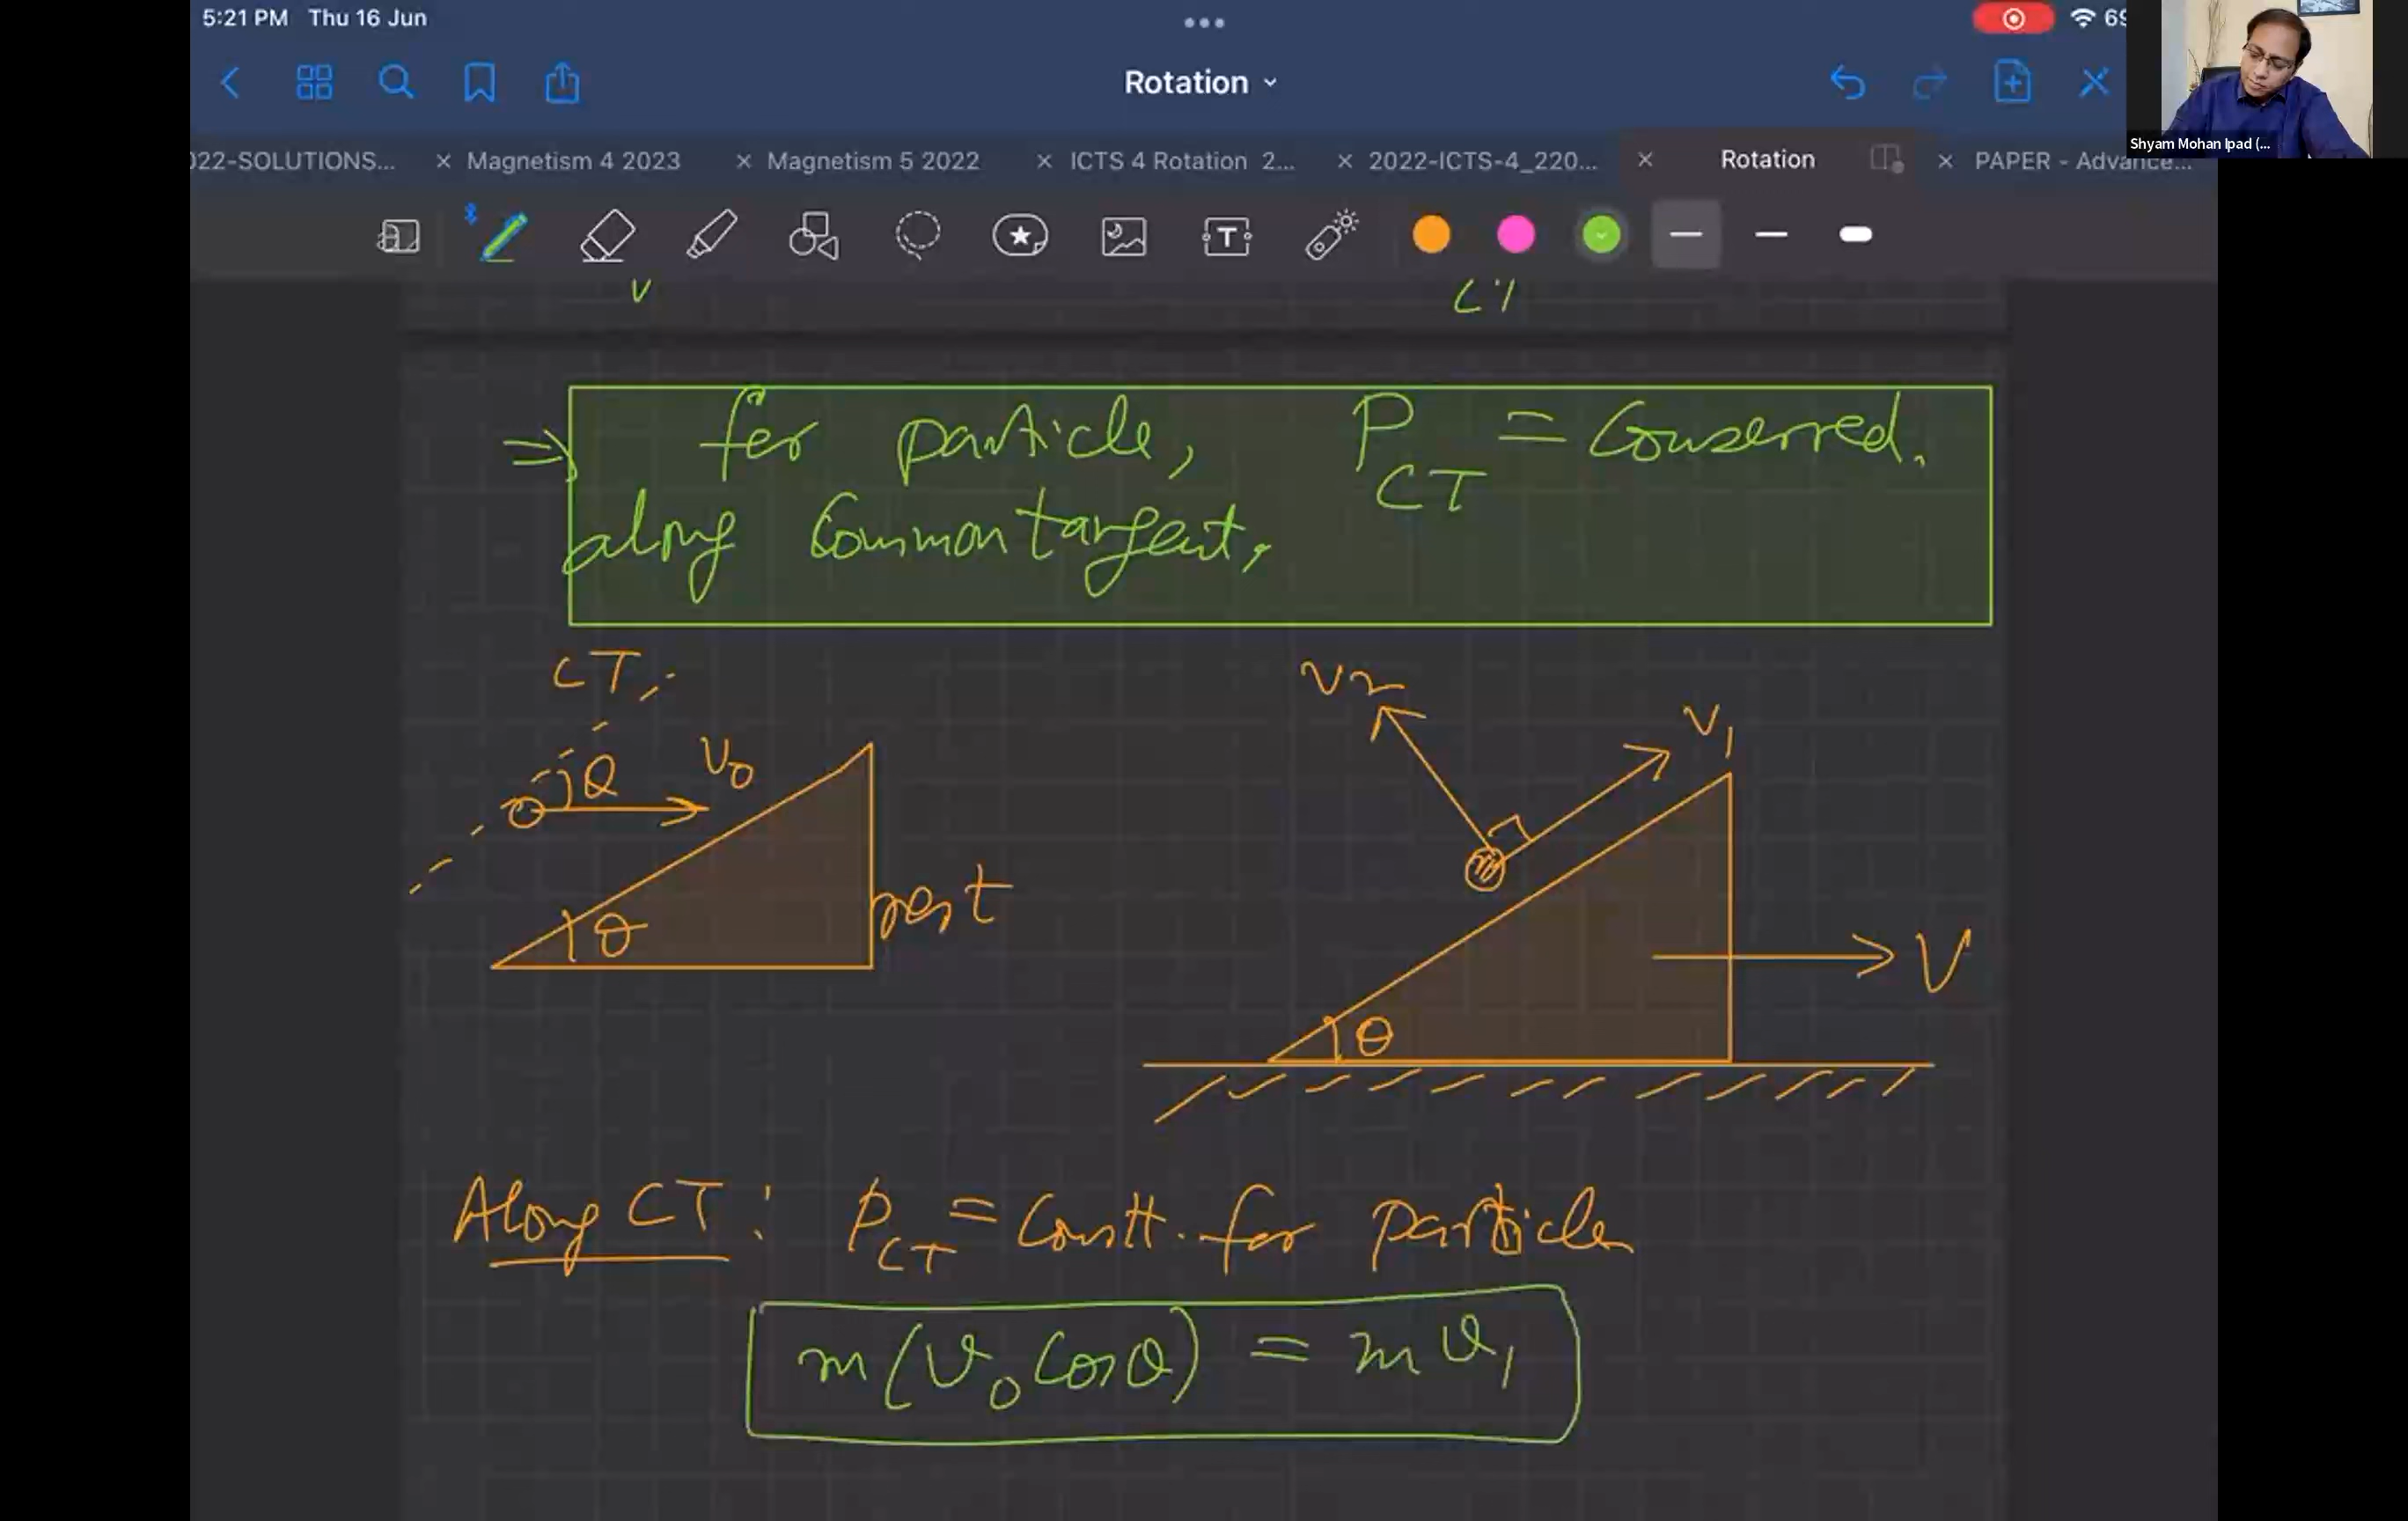 5:21 PM Thu 16 Jun
69
Rotation
022-SOLUTIONS...
Magnetism 4 2023
Magnetism 5 2022
ICTS 4 Rotation 2...
2022-ICTS-4_220...
Rotation
PAPER - Advance...
Shyam Mohan Ipad (...
for particle, P_CT = Conserved.
along Common tangent,
CT
θ v₀
θ
rest
v₂
v₁
m
V
θ
Along CT : P_CT = Constt. for particle
m(v₀ cosθ) = m v₁